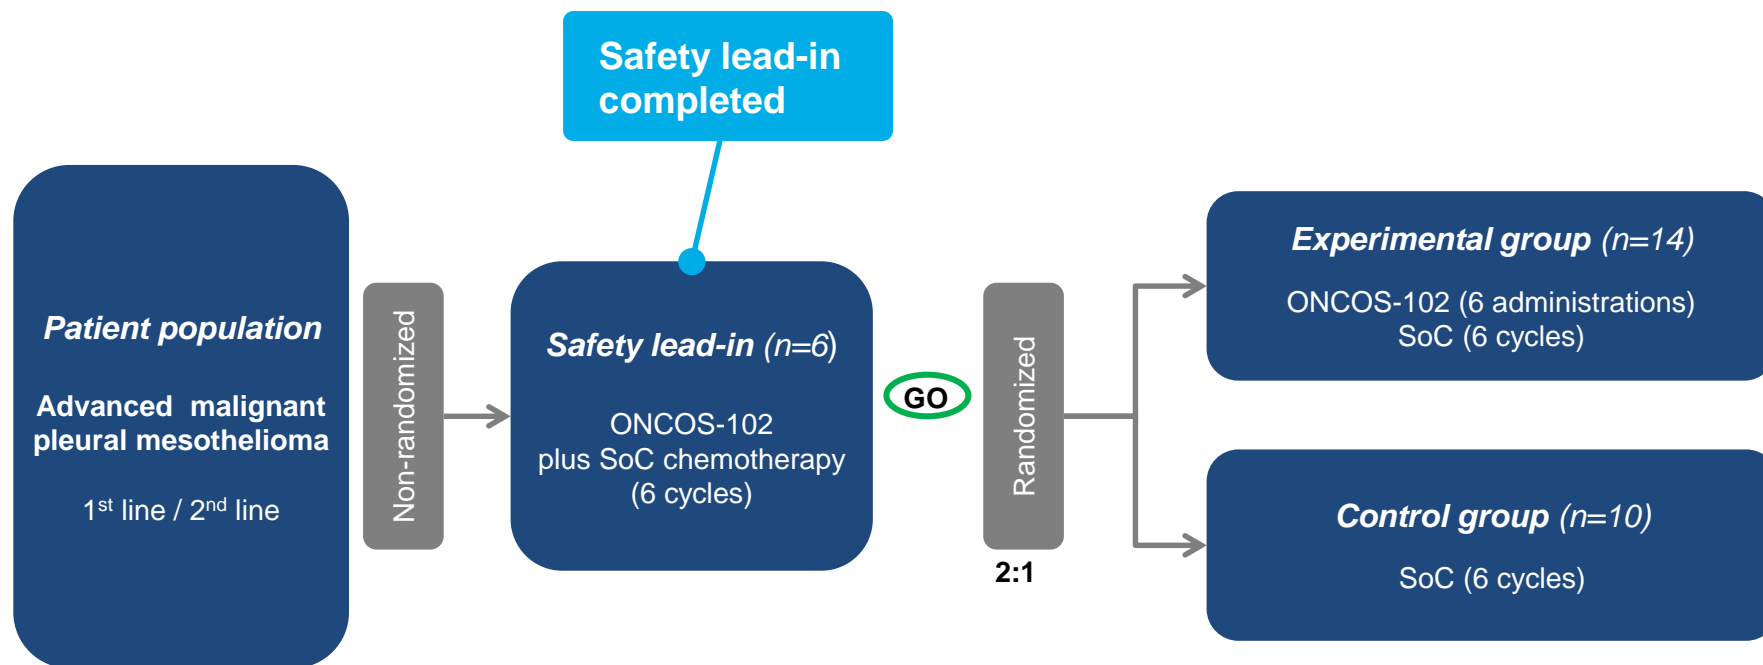 Safety lead-in
completed
Patient population
Advanced malignant
pleural mesothelioma
1st line / 2nd line
Non-randomized
Safety lead-in (n=6)
ONCOS-102
plus SoC chemotherapy
(6 cycles)
GO
Randomized
2:1
Experimental group (n=14)
ONCOS-102 (6 administrations)
SoC (6 cycles)
Control group (n=10)
SoC (6 cycles)